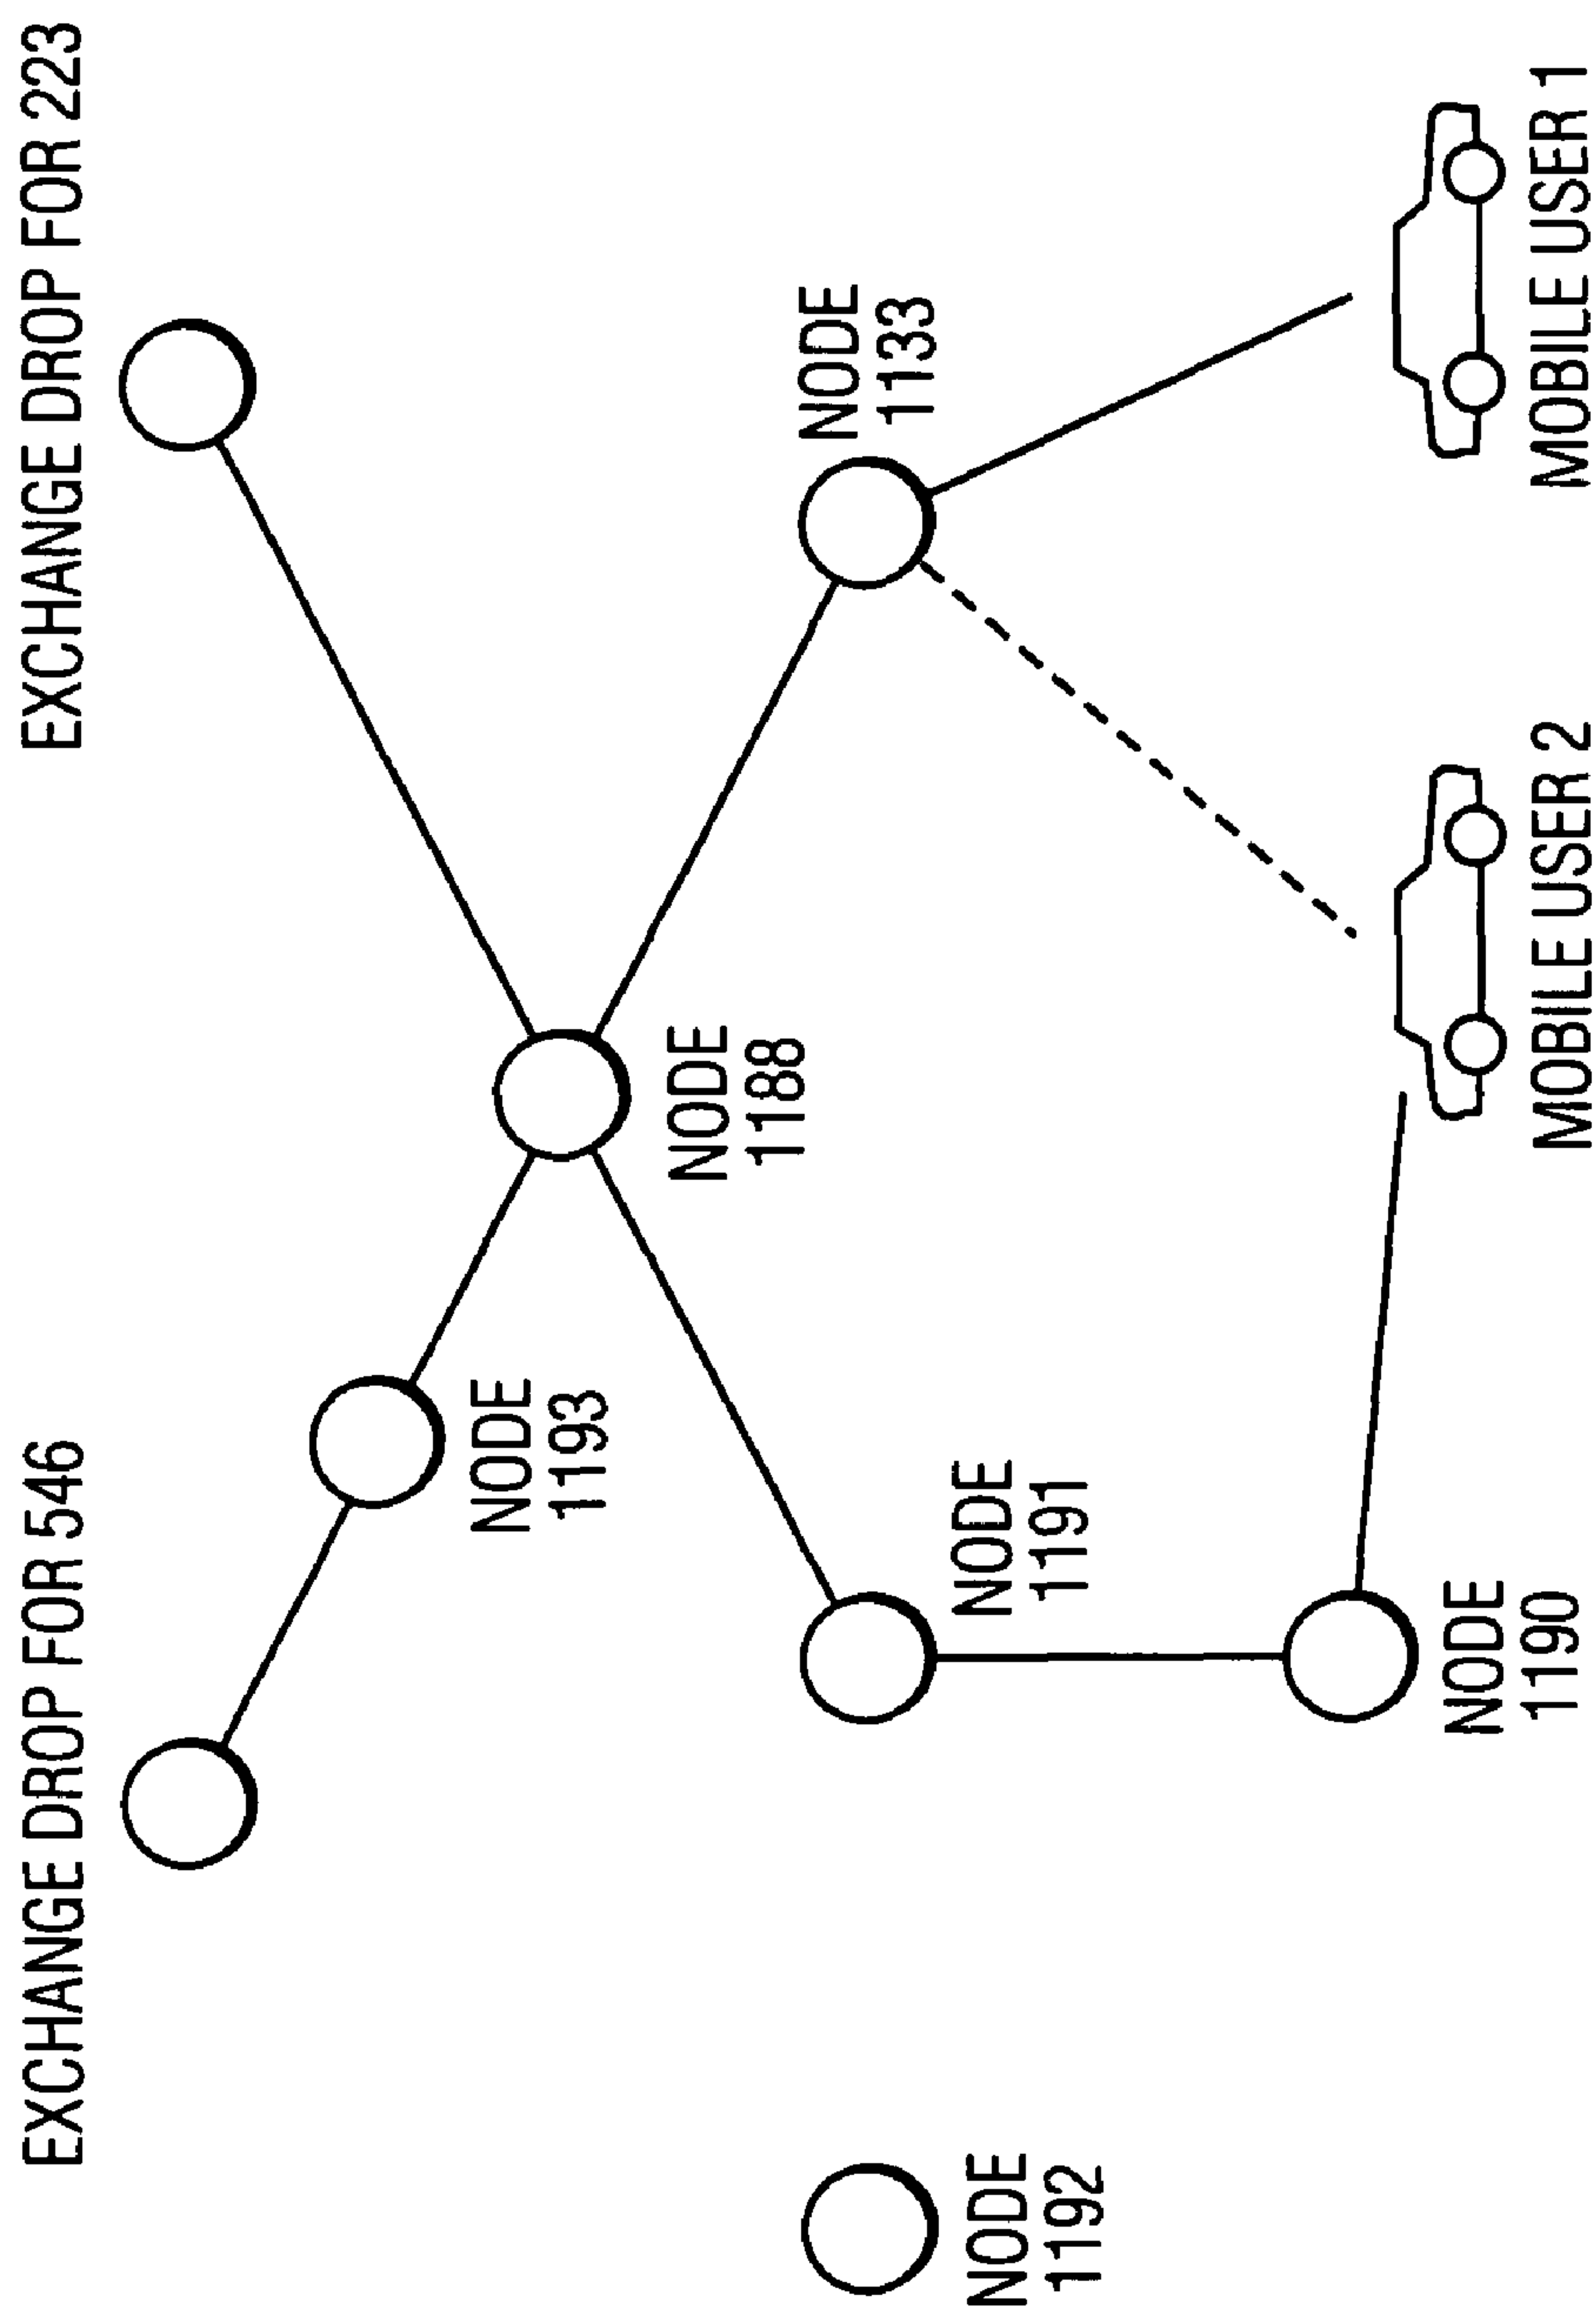 EXCHANGE DROP FOR 546
EXCHANGE DROP FOR 223
NODE
1193
NODE
1188
NODE
1133
NODE
1192
NODE
1191
NODE
1190
MOBILE USER 2
MOBILE USER 1